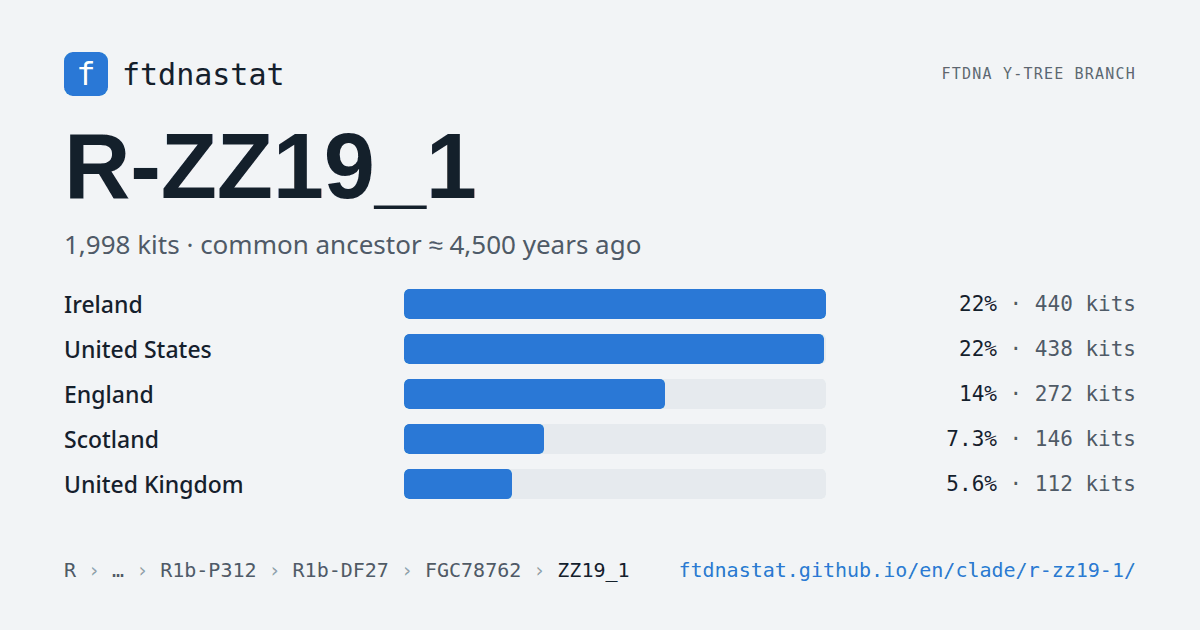 f ftdnastat
FTDNA Y-TREE BRANCH
R-ZZ19_1
1,998 kits · common ancestor ≈ 4,500 years ago
Ireland 22% · 440 kits
United States 22% · 438 kits
England 14% · 272 kits
Scotland 7.3% · 146 kits
United Kingdom 5.6% · 112 kits
R › … › R1b-P312 › R1b-DF27 › FGC78762 › ZZ19_1
ftdnastat.github.io/en/clade/r-zz19-1/